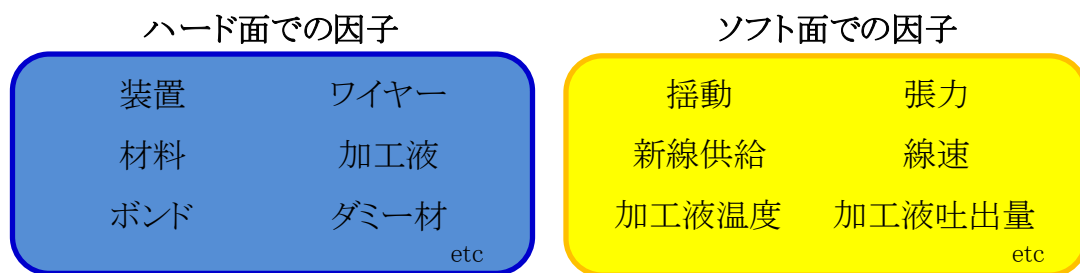 ハード面での因子
装置 ワイヤー
材料 加工液
ボンド ダミー材
etc
ソフト面での因子
揺動 張力
新線供給 線速
加工液温度 加工液吐出量
etc